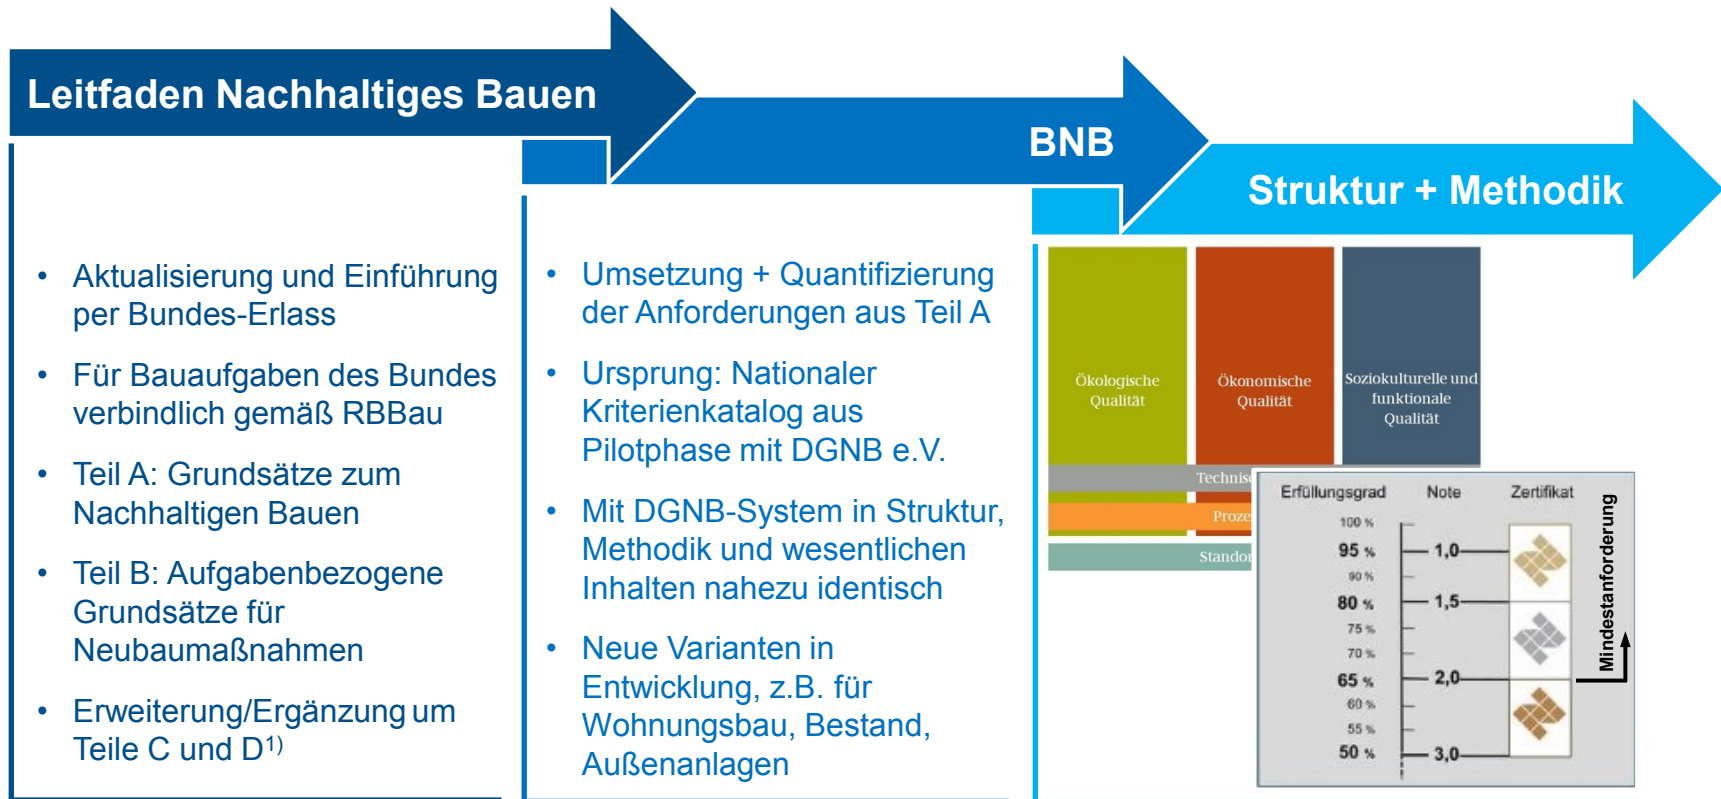 Leitfaden Nachhaltiges Bauen
BNB
Struktur + Methodik
• Aktualisierung und Einführung
per Bundes-Erlass
• Für Bauaufgaben des Bundes
verbindlich gemäß RBBau
• Teil A: Grundsätze zum
Nachhaltigen Bauen
• Teil B: Aufgabenbezogene
Grundsätze für
Neubaumaßnahmen
• Erweiterung/Ergänzung um
Teile C und D1)
• Umsetzung + Quantifizierung
der Anforderungen aus Teil A
• Ursprung: Nationaler
Kriterienkatalog aus
Pilotphase mit DGNB e.V.
• Mit DGNB-System in Struktur,
Methodik und wesentlichen
Inhalten nahezu identisch
• Neue Varianten in
Entwicklung, z.B. für
Wohnungsbau, Bestand,
Außenanlagen
Ökologische
Qualität
Ökonomische
Qualität
Soziokulturelle und
funktionale
Qualität
Technis
Proze
Standor
Erfüllungsgrad Note Zertifikat
100 %
95 % 1,0
90 %
80 % 1,5
75 %
70 %
65 % 2,0
60 %
55 %
50 % 3,0
Mindestanforderung